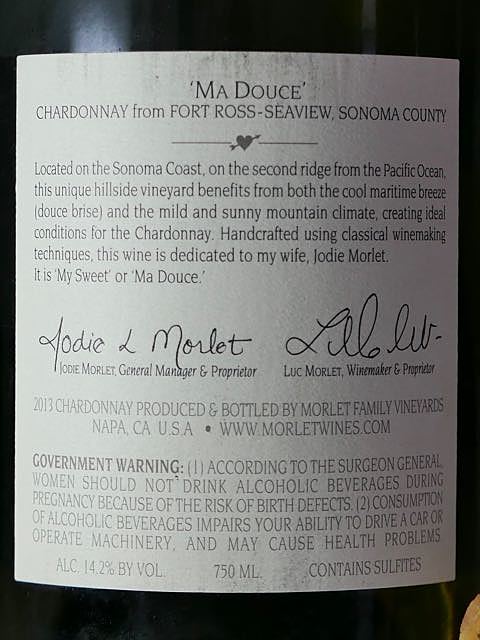 'MA DOUCE'
CHARDONNAY from FORT ROSS-SEAVIEW, SONOMA COUNTY
Located on the Sonoma Coast, on the second ridge from the Pacific Ocean,
this unique hillside vineyard benefits from both the cool maritime breeze
(douce brise) and the mild and sunny mountain climate, creating ideal
conditions for the Chardonnay. Handcrafted using classical winemaking
techniques, this wine is dedicated to my wife, Jodie Morlet.
It is 'My Sweet' or 'Ma Douce.'
Jodie L Morlet
JODIE MORLET, General Manager & Proprietor
LUC MORLET, Winemaker & Proprietor
2013 CHARDONNAY PRODUCED & BOTTLED BY MORLET FAMILY VINEYARDS
NAPA, CA U.S.A • WWW.MORLETWINES.COM
GOVERNMENT WARNING: (1) ACCORDING TO THE SURGEON GENERAL,
WOMEN SHOULD NOT DRINK ALCOHOLIC BEVERAGES DURING
PREGNANCY BECAUSE OF THE RISK OF BIRTH DEFECTS. (2) CONSUMPTION
OF ALCOHOLIC BEVERAGES IMPAIRS YOUR ABILITY TO DRIVE A CAR OR
OPERATE MACHINERY, AND MAY CAUSE HEALTH PROBLEMS.
ALC. 14.2% BY VOL. 750 ML. CONTAINS SULFITES